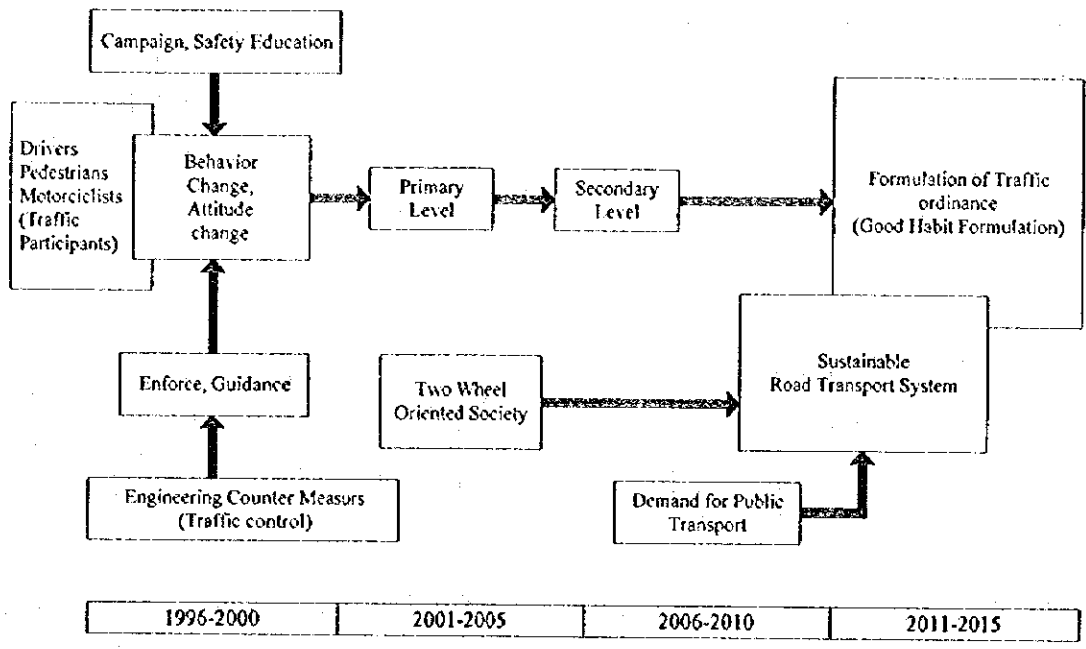 Campaign, Safety Education
Drivers
Pedestrians
Motorciclists
(Traffic
Participants)
Behavior
Change,
Attitude
change
Primary
Level
Secondary
Level
Formulation of Traffic
ordinance
(Good Habit Formulation)
Enforce, Guidance
Two Wheel
Oriented Society
Sustainable
Road Transport System
Engineering Counter Measurs
(Traffic control)
Demand for Public
Transport
1996-2000
2001-2005
2006-2010
2011-2015